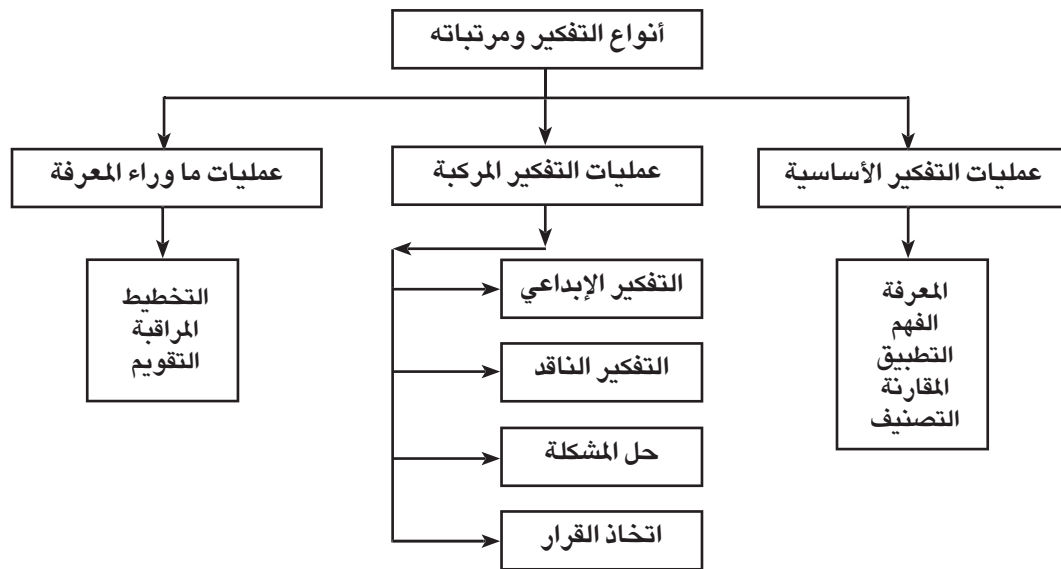 أنواع التفكير ومرتباته
عمليات التفكير الأساسية
عمليات التفكير المركبة
عمليات ما وراء المعرفة
المعرفة
الفهم
التطبيق
المقارنة
التصنيف
التفكير الإبداعي
التفكير الناقد
حل المشكلة
اتخاذ القرار
التخطيط
المراقبة
التقويم